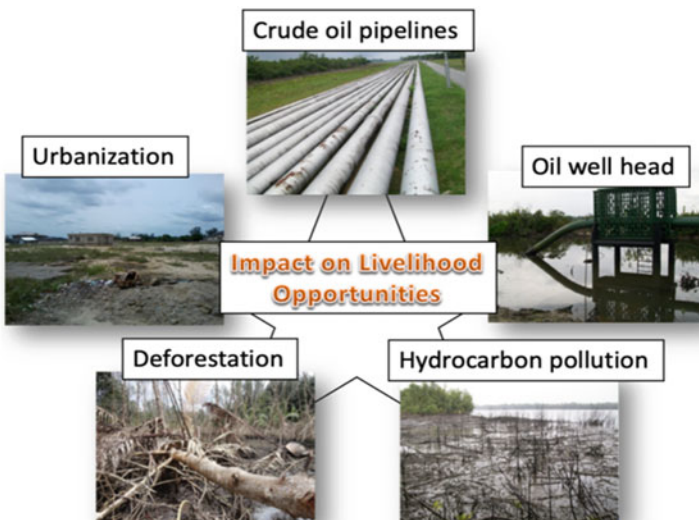 Crude oil pipelines
Urbanization
Oil well head
Impact on Livelihood
Opportunities
Deforestation
Hydrocarbon pollution